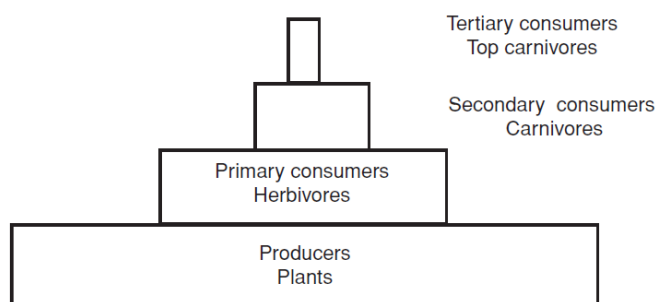 Tertiary consumers
Top carnivores
Secondary consumers
Carnivores
Primary consumers
Herbivores
Producers
Plants